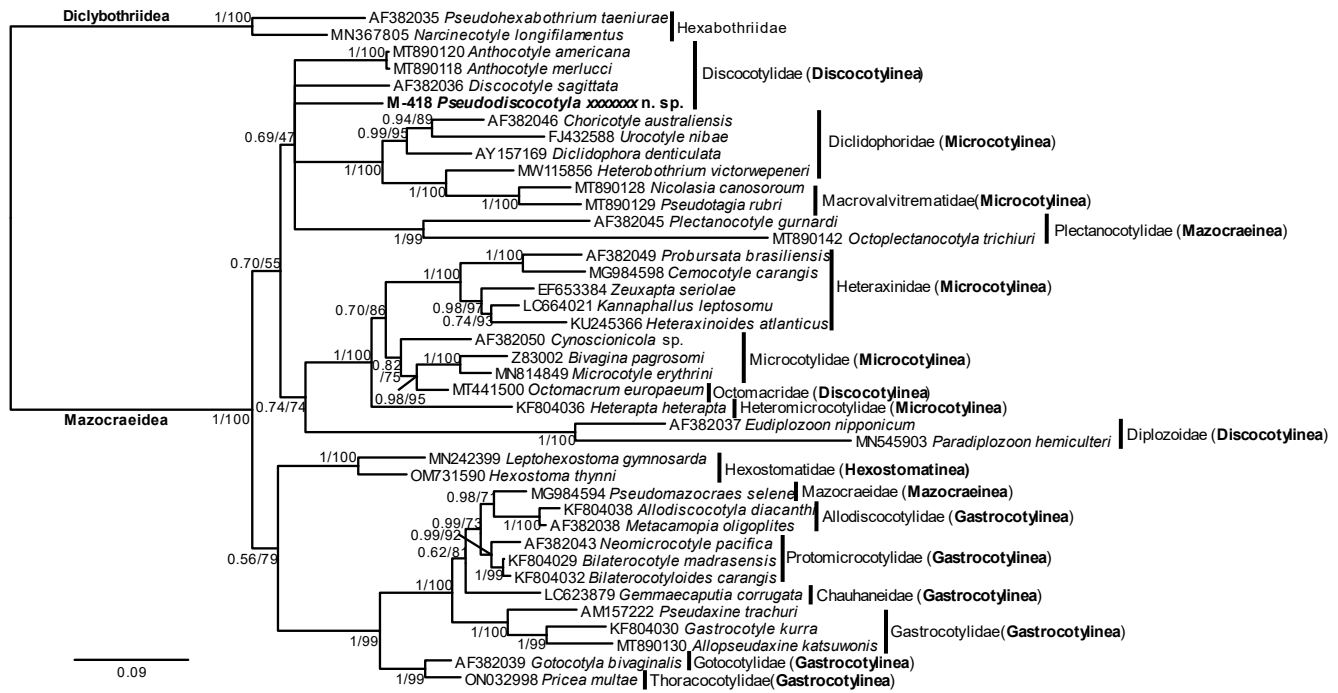 Diclybothriidea
1/100
AF382035 Pseudohexabothrium taeniurae
MN367805 Narcinecotyle longifilamentus
Hexabothriidae
1/100
MT890120 Anthocotyle americana
MT890118 Anthocotyle merlucci
AF382036 Discocotyle sagittata
M-418 Pseudodiscocotyla xxxxxxx n. sp.
Discocotylidae (Discocotylinea)
0.69/47
0.94/89
0.99/95
AF382046 Choricotyle australiensis
FJ432588 Urocotyle nibae
AY157169 Diclidophora denticulata
1/100
MW115856 Heterobothrium victorwepeneri
Diclidophoridae (Microcotylinea)
1/100
1/100
MT890128 Nicolasia canosorum
MT890129 Pseudotagia rubri
Macrovalvitrematidae(Microcotylinea)
AF382045 Plectanocotyle gurnardi
1/99
MT890142 Octoplectanocotyla trichiuri
Plectanocotylidae (Mazocraeinea)
0.70/55
1/100
1/100
AF382049 Probursata brasiliensis
MG984598 Cemocotyle carangis
EF653384 Zeuxapta seriolae
0.98/97
LC664021 Kannaphallus leptosomu
0.74/93
KU245366 Heteraxinoides atlanticus
Heteraxinidae (Microcotylinea)
0.70/86
AF382050 Cynoscionicola sp.
1/100
0.82
/75
1/100
Z83002 Bivagina pagrosomi
MN814849 Microcotyle erythrini
Microcotylidae (Microcotylinea)
0.98/95
MT441500 Octomacrum europaeum
Octomacridae (Discocotylinea)
KF804036 Heterapta heterapta
Heteromicrocotylidae (Microcotylinea)
0.74/74
Mazocraeidea
1/100
AF382037 Eudiplozoon nipponicum
1/100
MN545903 Paradiplozoon hemiculteri
Diplozoidae (Discocotylinea)
1/100
MN242399 Leptohexostoma gymnosarda
OM731590 Hexostoma thynni
Hexostomatidae (Hexostomatinea)
0.98/71
MG984594 Pseudomazocraes selene
Mazocraeidae (Mazocraeinea)
0.99/73
1/100
KF804038 Allodiscocotyla diacanthi
AF382038 Metacamopia oligoplites
Allodiscocotylidae (Gastrocotylinea)
0.99/92
AF382043 Neomicrocotyle pacifica
KF804029 Bilaterocotyle madrasensis
1/99
KF804032 Bilaterocotyloides carangis
Protomicrocotylidae (Gastrocotylinea)
0.62/81
0.56/79
1/100
LC623879 Gemmaecaputia corrugata
Chauhaneidae (Gastrocotylinea)
AM157222 Pseudaxine trachuri
1/100
KF804030 Gastrocotyle kurra
1/99
MT890130 Allopseudaxine katsuwonis
Gastrocotylidae(Gastrocotylinea)
1/99
AF382039 Gotocotyla bivaginalis
Gotocotylidae (Gastrocotylinea)
1/99
ON032998 Pricea multae
Thoracocotylidae(Gastrocotylinea)
0.09